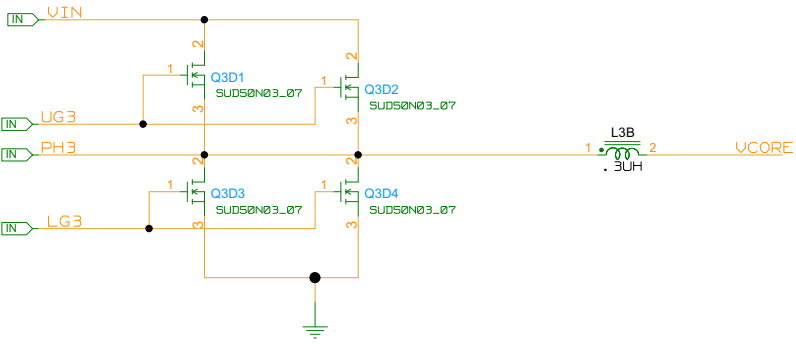 IN VIN
2
2
1 Q3D1
1 Q3D2
SUD50N03_07
SUD50N03_07
3
3
IN UG3
L3B
IN PH3
1 2 VCORE
. 3UH
2
2
1 Q3D3
1 Q3D4
SUD50N03_07
SUD50N03_07
IN LG3
3
3